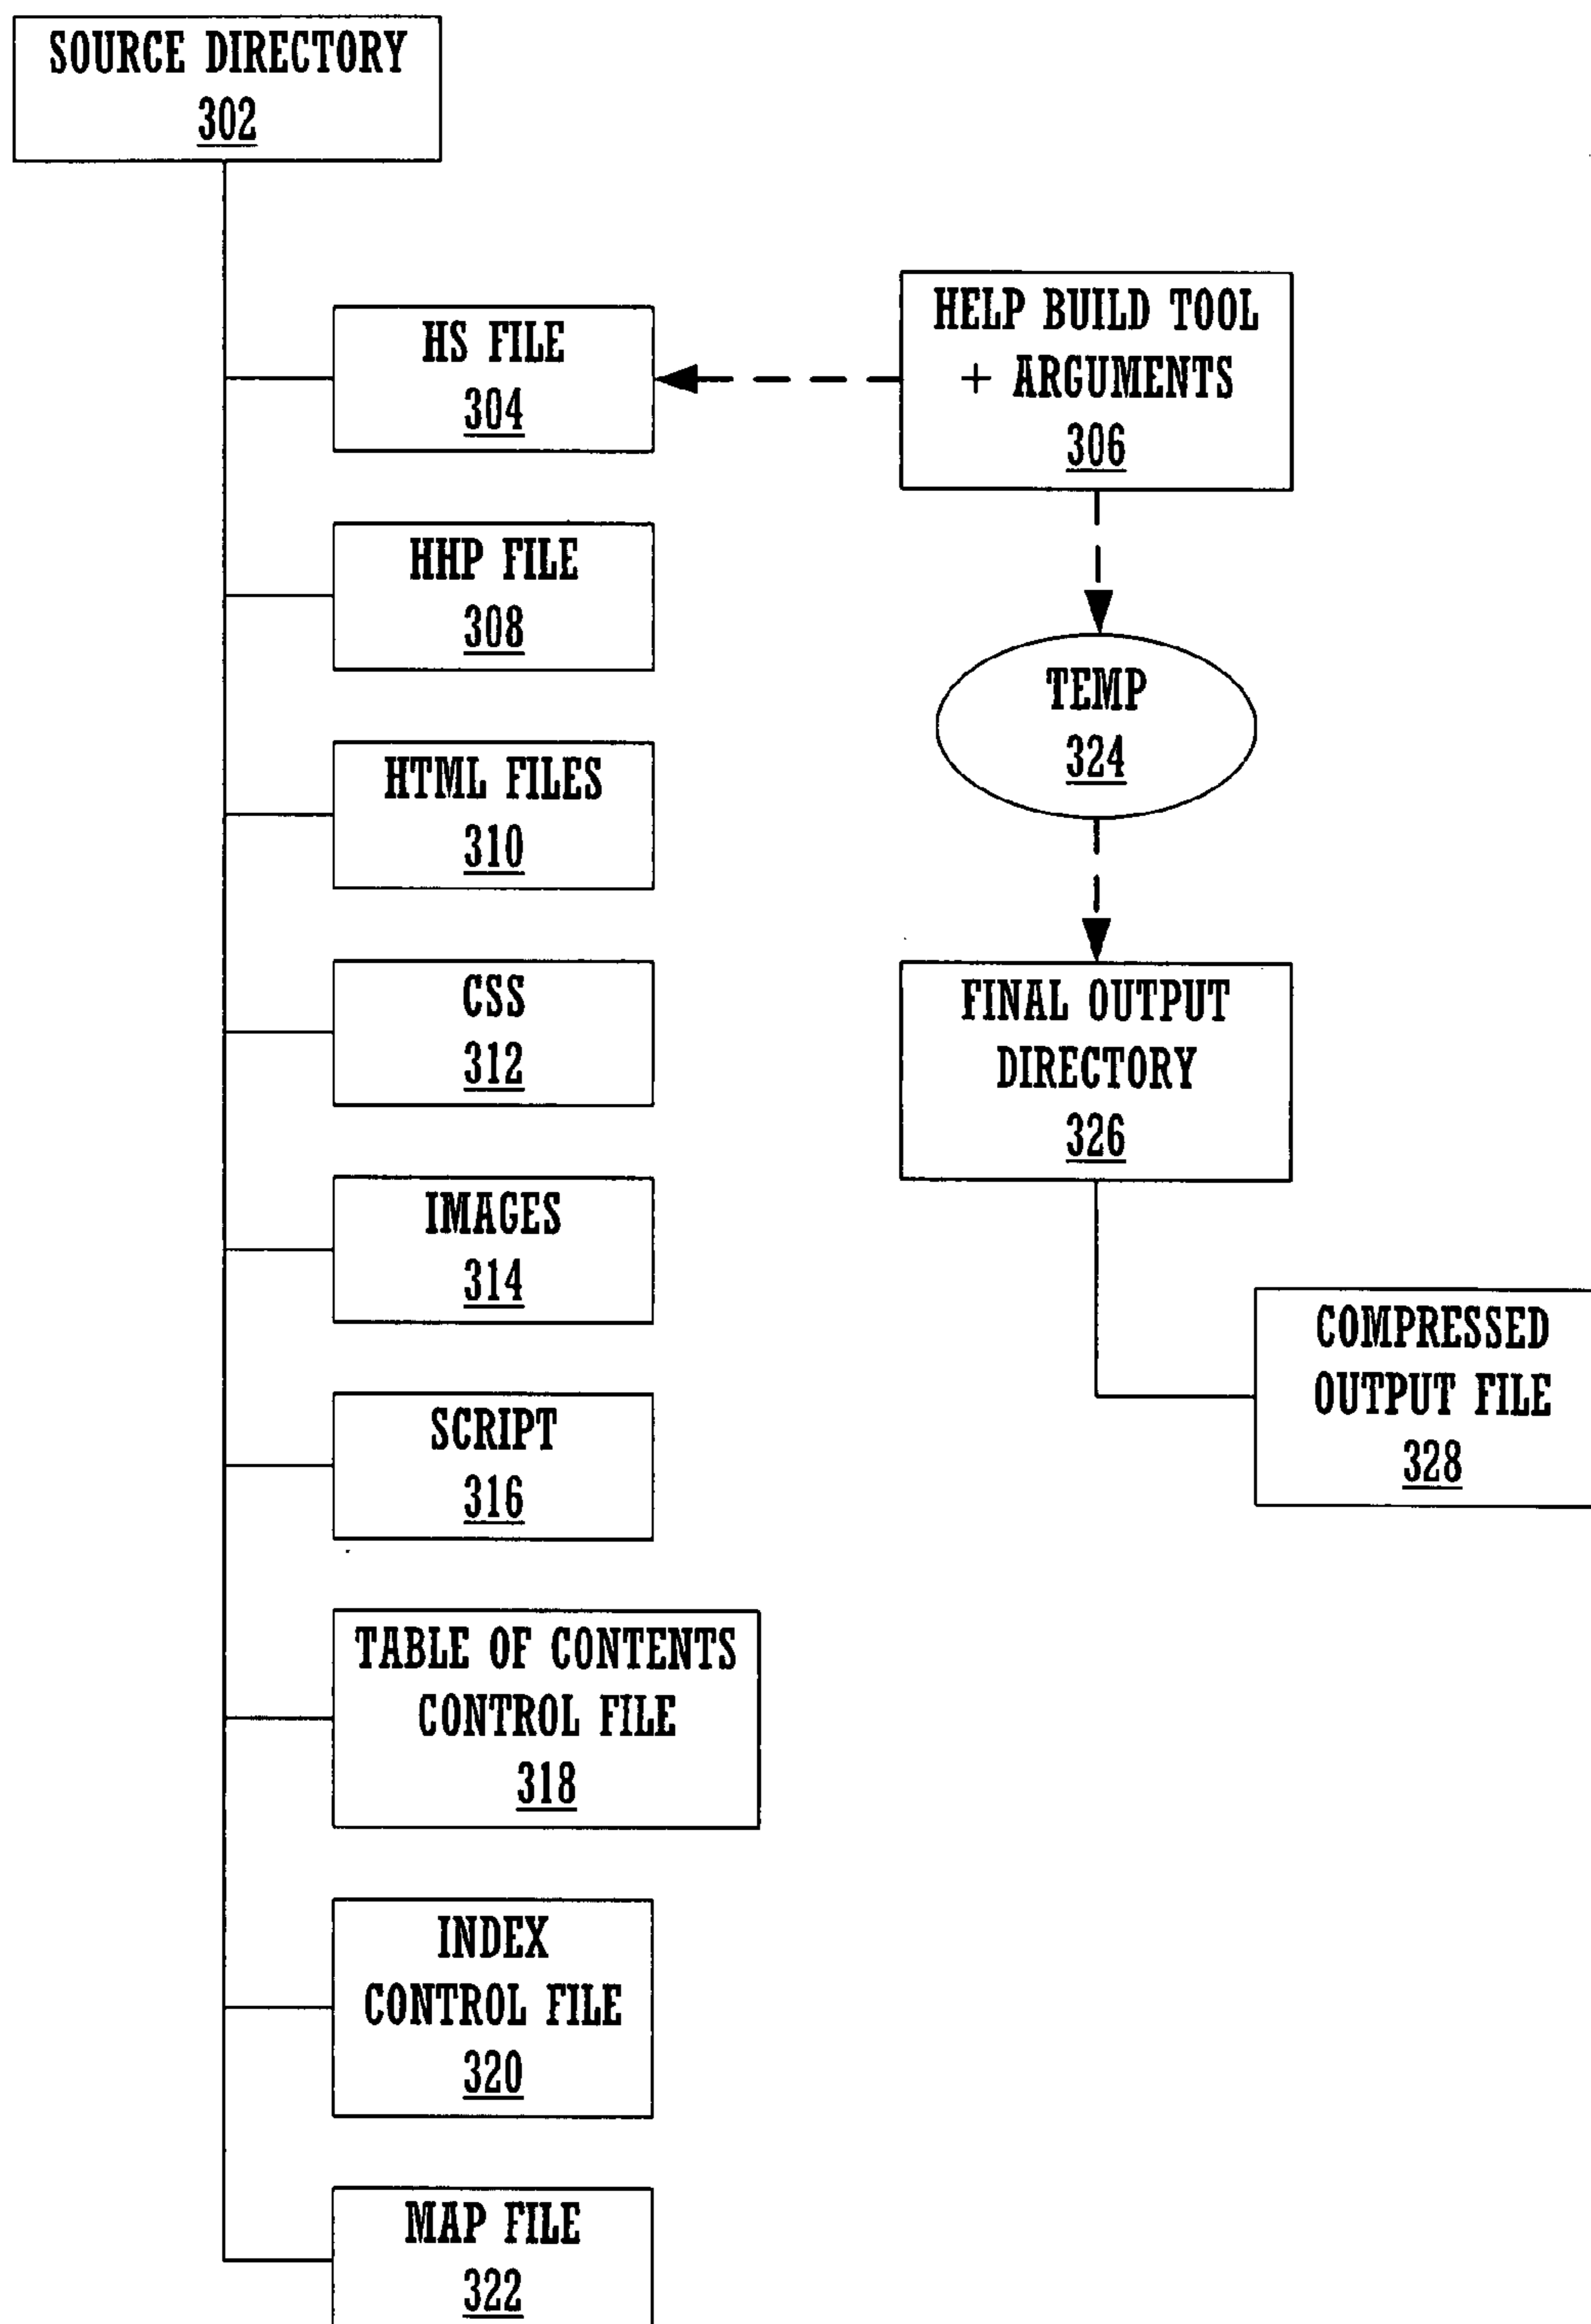 SOURCE DIRECTORY
302
HS FILE
304
HELP BUILD TOOL
+ ARGUMENTS
306
HHP FILE
308
HTML FILES
310
TEMP
324
CSS
312
FINAL OUTPUT
DIRECTORY
326
IMAGES
314
COMPRESSED
OUTPUT FILE
328
SCRIPT
316
TABLE OF CONTENTS
CONTROL FILE
318
INDEX
CONTROL FILE
320
MAP FILE
322